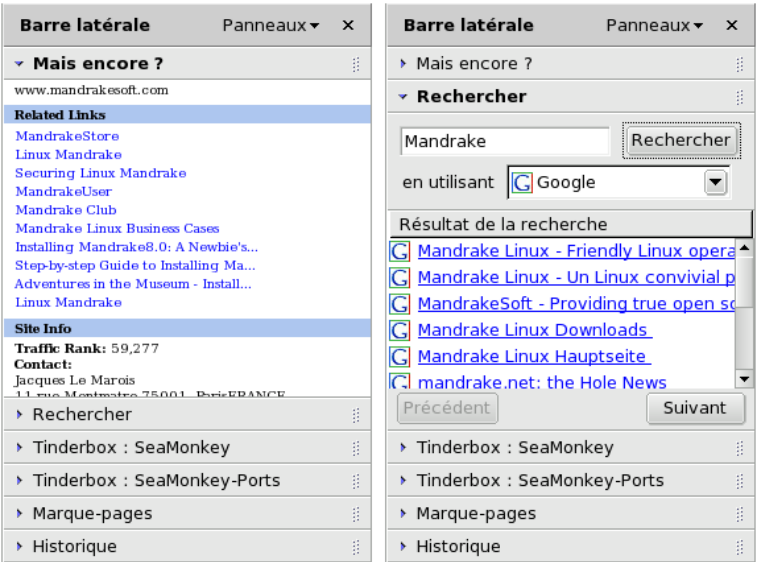 Barre latérale Panneaux
Mais encore ?
www.mandrakesoft.com
Related Links
MandrakeStore
Linux Mandrake
Securing Linux Mandrake
MandrakeUser
Mandrake Club
Mandrake Linux Business Cases
Installing Mandrake8.0: A Newbie's...
Step-by-step Guide to Installing Ma...
Adventures in the Museum - Install...
Linux Mandrake
Site Info
Traffic Rank: 59,277
Contact:
Jacques Le Marois
11 rue Montmatre 75001, ParisFRANCE
Rechercher
Tinderbox : SeaMonkey
Tinderbox : SeaMonkey-Ports
Marque-pages
Historique
Barre latérale Panneaux
Mais encore ?
Rechercher
Mandrake Rechercher
en utilisant G Google
Résultat de la recherche
G Mandrake Linux - Friendly Linux opera
G Mandrake Linux - Un Linux convivial p
G MandrakeSoft - Providing true open so
G Mandrake Linux Downloads
G Mandrake Linux Hauptseite
G mandrake.net: the Hole News
Précédent Suivant
Tinderbox : SeaMonkey
Tinderbox : SeaMonkey-Ports
Marque-pages
Historique